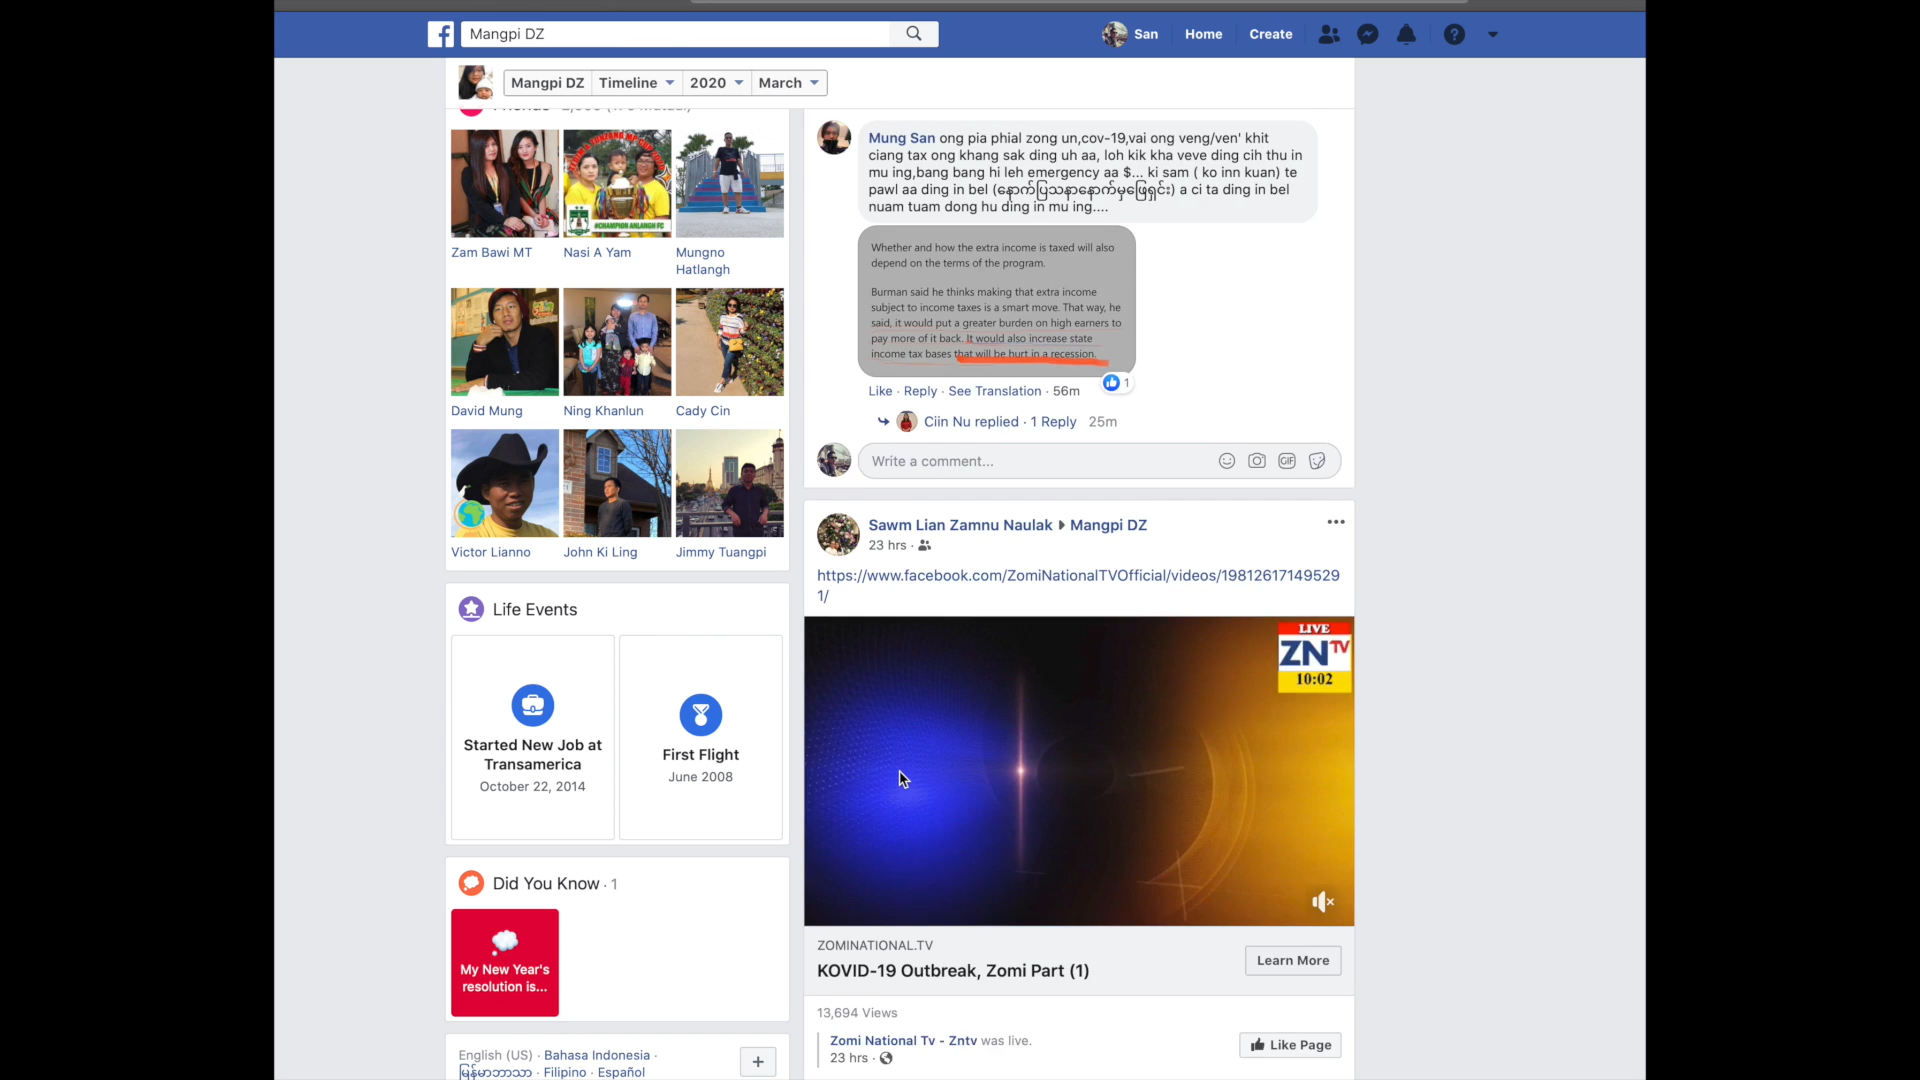 Mangpi DZ
San
Home
Create
Mangpi DZ
Timeline
2020
March
Zam Bawi MT
Nasi A Yam
Mungno
Hatlangh
#CHAMPION ANLANGH FC
David Mung
Ning Khanlun
Cady Cin
Victor Lianno
John Ki Ling
Jimmy Tuangpi
Life Events
Started New Job at
Transamerica
October 22, 2014
First Flight
June 2008
Did You Know · 1
My New Year's
resolution is...
English (US) · Bahasa Indonesia ·
မြန်မာဘာသာ · Filipino · Español
Mung San ong pia phial zong un,cov-19,vai ong veng/ven' khit
ciang tax ong khang sak ding uh aa, loh kik kha veve ding cih thu in
mu ing,bang bang hi leh emergency aa $... ki sam ( ko inn kuan) te
pawl aa ding in bel (နောက်ပြသနာနောက်မှဖြေရှင်း) a ci ta ding in bel
nuam tuam dong hu ding in mu ing....
Whether and how the extra income is taxed will also
depend on the terms of the program.
Burman said he thinks making that extra income
subject to income taxes is a smart move. That way, he
said, it would put a greater burden on high earners to
pay more of it back. It would also increase state
income tax bases that will be hurt in a recession.
1
Like · Reply · See Translation · 56m
Ciin Nu replied · 1 Reply 25m
Write a comment...
GIF
Sawm Lian Zamnu Naulak Mangpi DZ
23 hrs ·
https://www.facebook.com/ZomiNationalTVOfficial/videos/19812617149529
1/
LIVE
ZNTV
10:02
ZOMINATIONAL.TV
KOVID-19 Outbreak, Zomi Part (1)
Learn More
13,694 Views
Zomi National Tv - Zntv was live.
23 hrs ·
Like Page